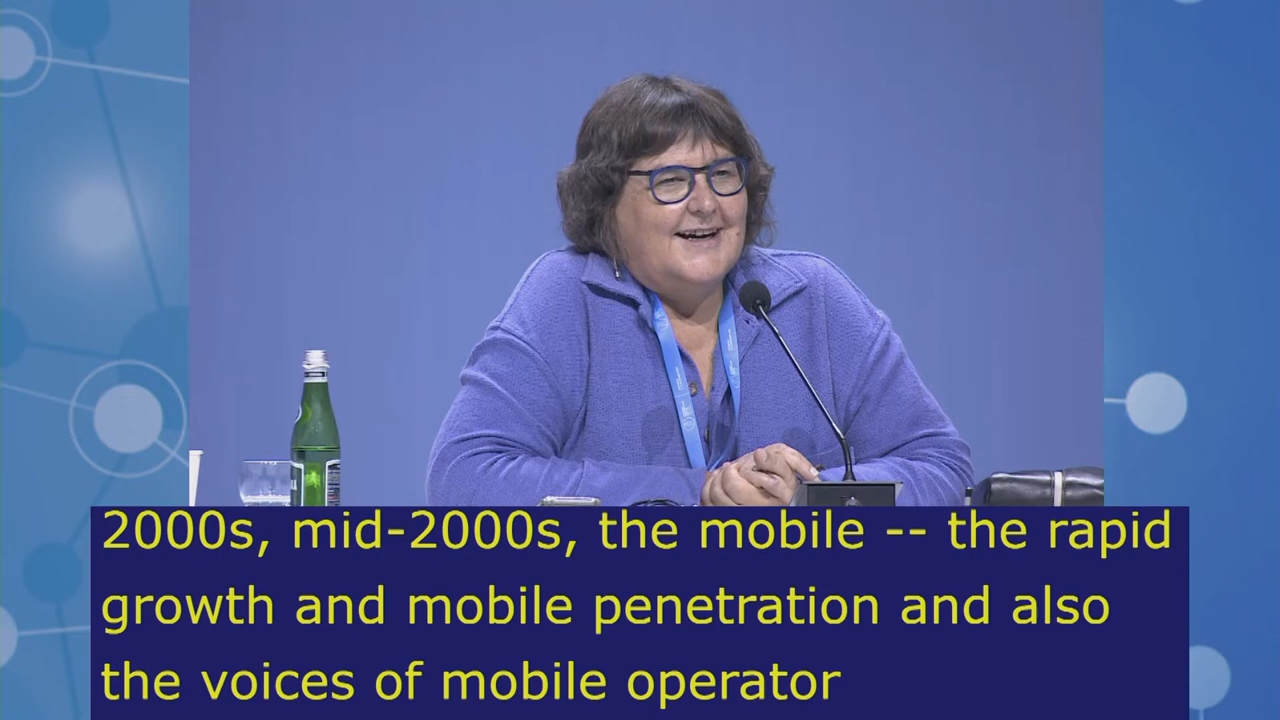 2000s, mid-2000s, the mobile -- the rapid
growth and mobile penetration and also
the voices of mobile operator